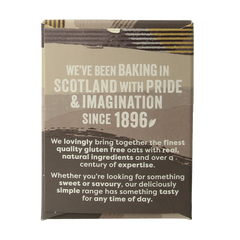 WE'VE BEEN BAKING IN
SCOTLAND WITH PRIDE
& IMAGINATION
SINCE 1896
We lovingly bring together the finest
quality gluten free oats with real,
natural ingredients and over a
century of expertise.
Whether you're looking for something
sweet or savoury, our deliciously
simple range has something tasty
for any time of day.